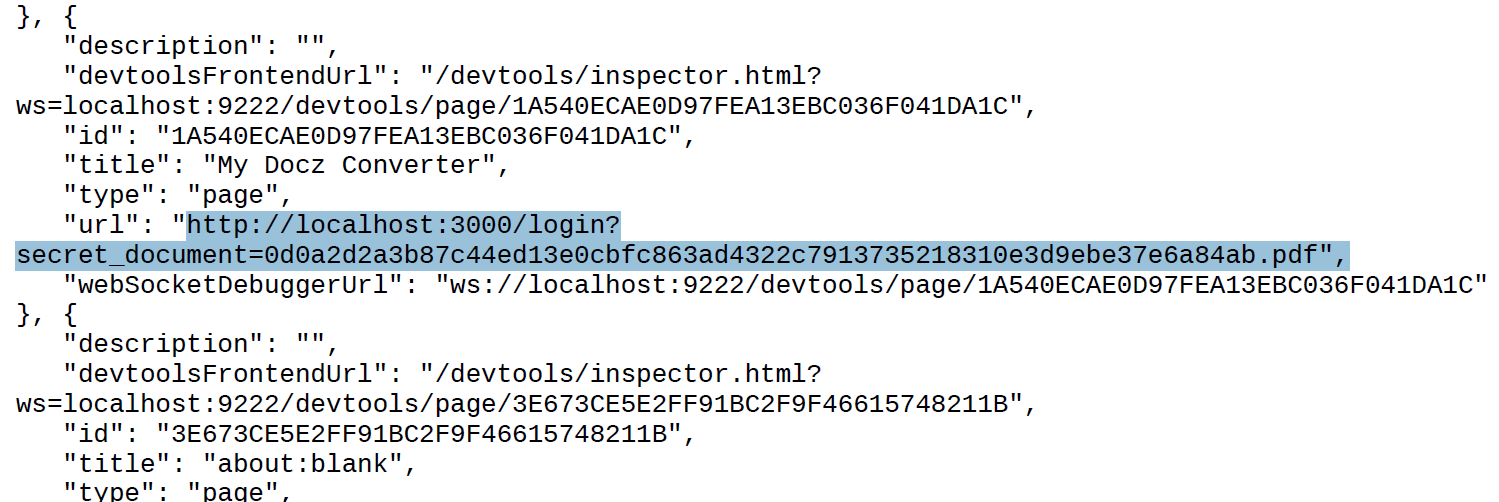 }, {
"description": "",
"devtoolsFrontendUrl": "/devtools/inspector.html?
ws=localhost:9222/devtools/page/1A540ECAE0D97FEA13EBC036F041DA1C",
"id": "1A540ECAE0D97FEA13EBC036F041DA1C",
"title": "My Docz Converter",
"type": "page",
"url": "http://localhost:3000/login?
secret_document=0d0a2d2a3b87c44ed13e0cbfc863ad4322c7913735218310e3d9ebe37e6a84ab.pdf",
"webSocketDebuggerUrl": "ws://localhost:9222/devtools/page/1A540ECAE0D97FEA13EBC036F041DA1C"
}, {
"description": "",
"devtoolsFrontendUrl": "/devtools/inspector.html?
ws=localhost:9222/devtools/page/3E673CE5E2FF91BC2F9F46615748211B",
"id": "3E673CE5E2FF91BC2F9F46615748211B",
"title": "about:blank",
"type": "page",